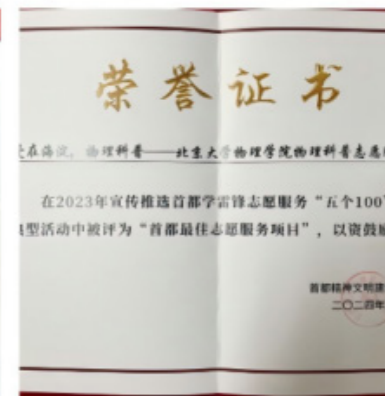 荣誉证书
在海淀，物理科普——北京大学物理学院物理科普志愿
在2023年宣传推选首都学雷锋志愿服务“五个100”
型活动中被评为“首都最佳志愿服务项目”，以资鼓励
首都精神文明建
二〇二四年